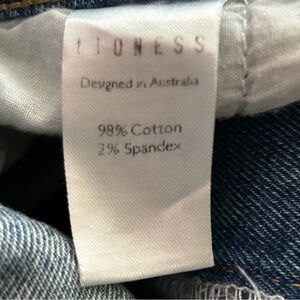 LIONESS
Designed in Australia
98% Cotton
2% Spandex